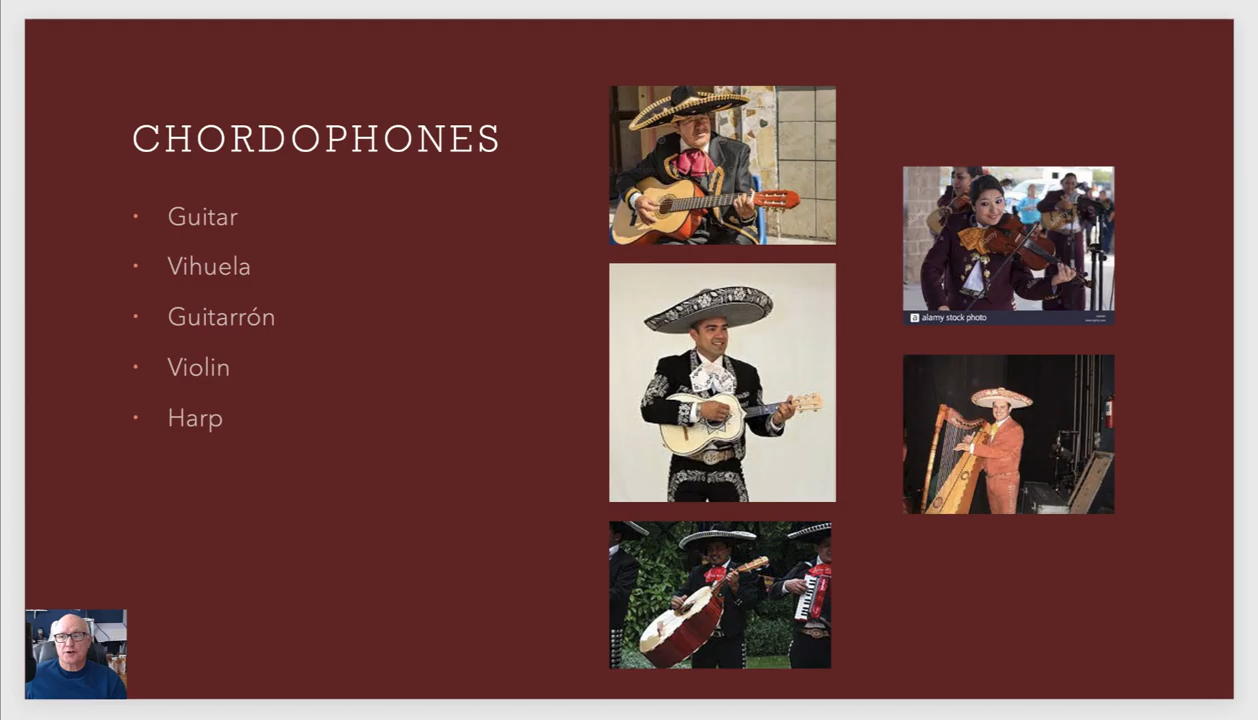 CHORDOPHONES
• Guitar
• Vihuela
• Guitarrón
• Violin
• Harp
a alamy stock photo